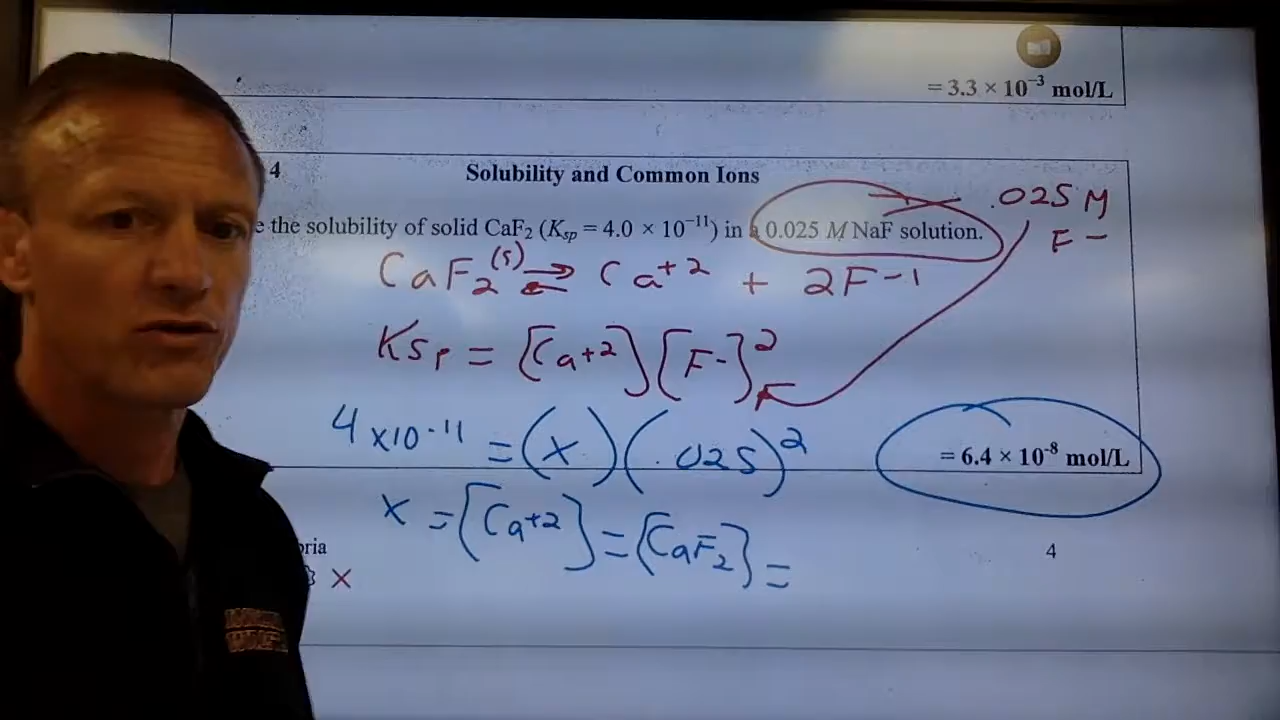 = 3.3 × 10⁻³ mol/L
4 Solubility and Common Ions
.025 M
e the solubility of solid CaF₂ (Ksp = 4.0 × 10⁻¹¹) in a 0.025 M NaF solution.
F −
CaF₂(s) ⇌ Ca+2 + 2F−1
Ksp = [Ca+2][F−]²
4 x10-11 = (x)(.025)²
= 6.4 × 10⁻⁸ mol/L
x = [Ca+2] = [CaF₂] =
ria
4